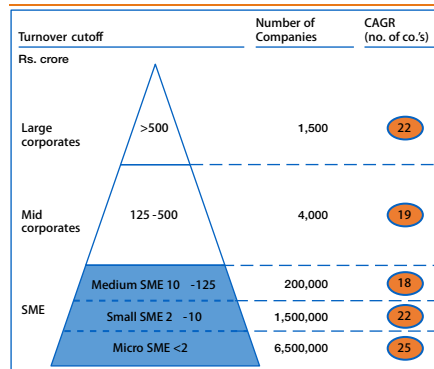 Turnover cutoff Number of Companies CAGR (no. of co.'s)
Rs. crore
Large corporates >500 1,500 22
Mid corporates 125 -500 4,000 19
SME
Medium SME 10 -125 200,000 18
Small SME 2 -10 1,500,000 22
Micro SME <2 6,500,000 25